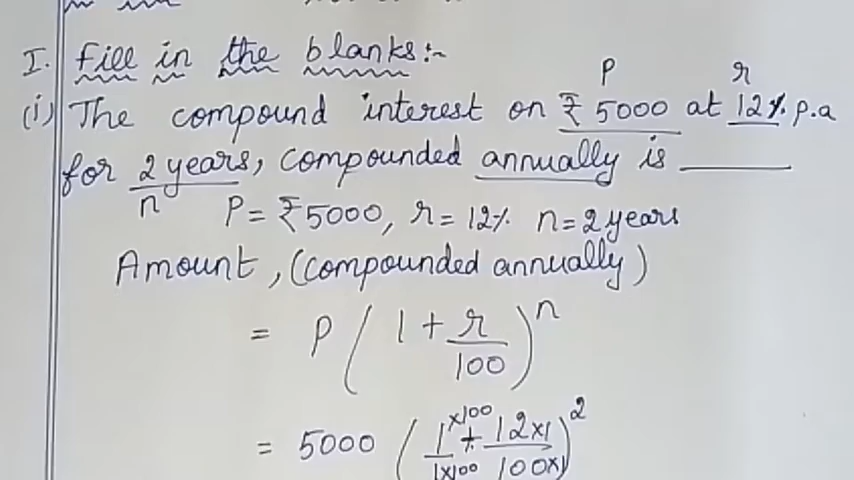 I. Fill in the blanks:-
P r
(i) The compound interest on ₹ 5000 at 12% p.a
for 2 years, compounded annually is ______
n
P = ₹5000, r = 12% n = 2 years
Amount, (compounded annually)
= P ( 1 + r/100 )^n
= 5000 ( 1×100/1×100 + 12×1/100×1 )^2